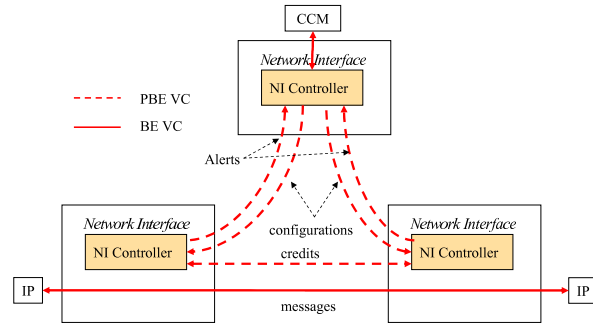 CCM
Network Interface
NI Controller
PBE VC
BE VC
Alerts
Network Interface
Network Interface
configurations
NI Controller
credits
NI Controller
IP
IP
messages